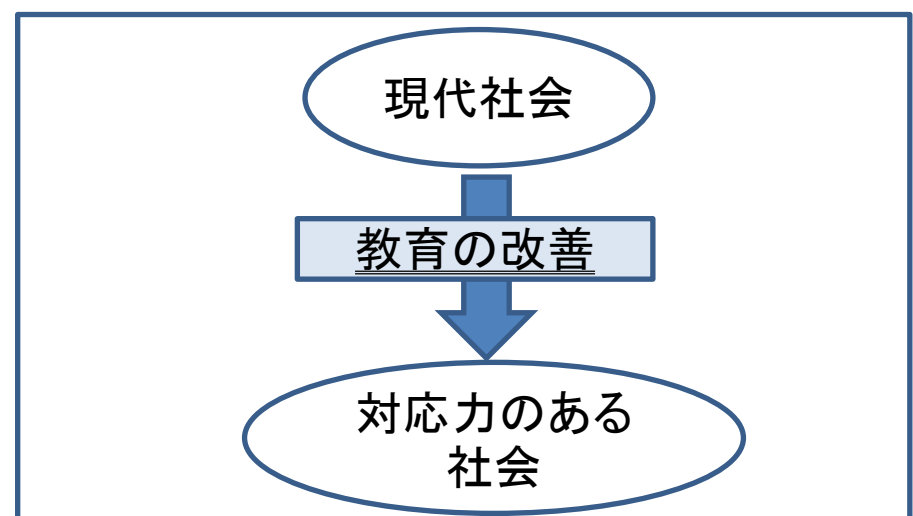 現代社会
教育の改善
対応力のある
社会